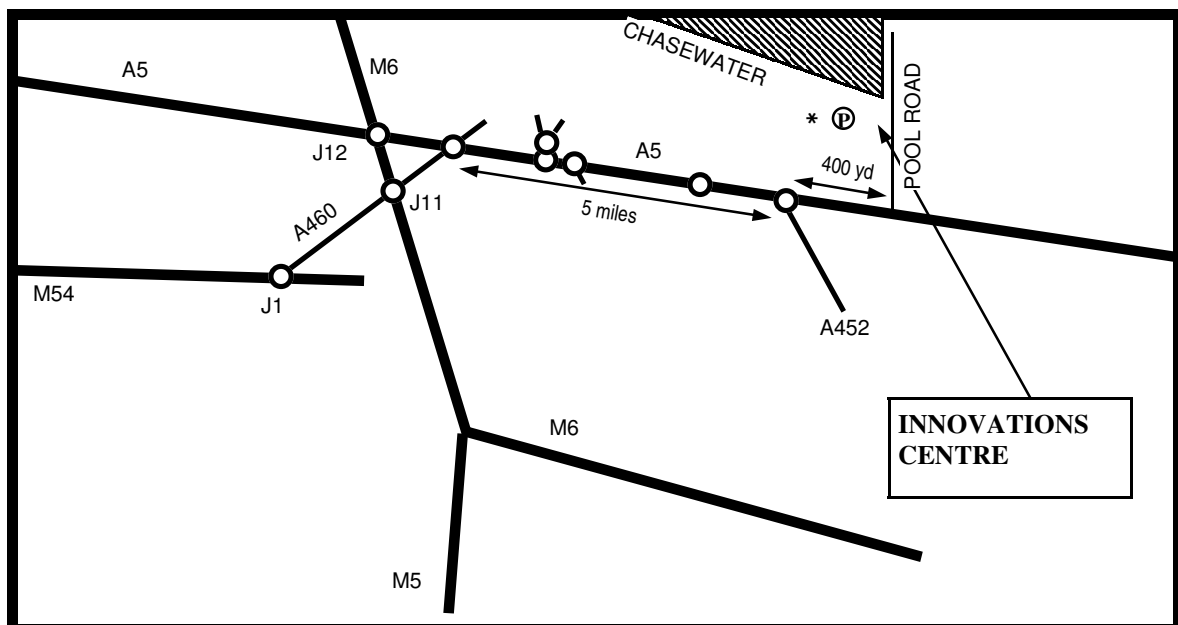 CHASEWATER
A5
M6
* P
POOL ROAD
J12
A5
400 yd
J11
5 miles
A460
M54
J1
A452
M6
INNOVATIONS
CENTRE
M5